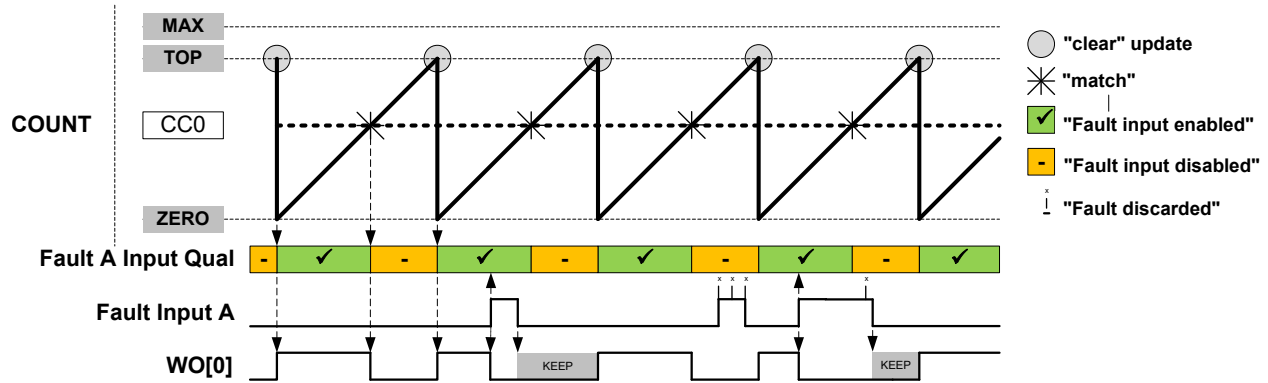 MAX
TOP
COUNT
CC0
ZERO
"clear" update
"match"
✓ "Fault input enabled"
- "Fault input disabled"
x
- "Fault discarded"
Fault A Input Qual
- ✓ - ✓ - ✓ - ✓ - ✓
x x x x
Fault Input A
WO[0]
KEEP
KEEP